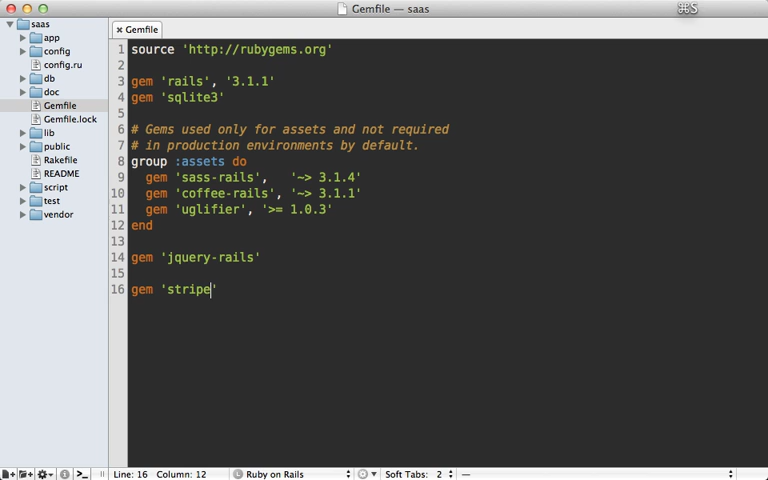 Gemfile — saas
⌘S
saas
app
config
config.ru
db
doc
Gemfile
Gemfile.lock
lib
public
Rakefile
README
script
test
vendor
Gemfile
1 source 'http://rubygems.org'
2
3 gem 'rails', '3.1.1'
4 gem 'sqlite3'
5
6 # Gems used only for assets and not required
7 # in production environments by default.
8 group :assets do
9 gem 'sass-rails', '~> 3.1.4'
10 gem 'coffee-rails', '~> 3.1.1'
11 gem 'uglifier', '>= 1.0.3'
12 end
13
14 gem 'jquery-rails'
15
16 gem 'stripe'
Line: 16 Column: 12 Ruby on Rails Soft Tabs: 2 —